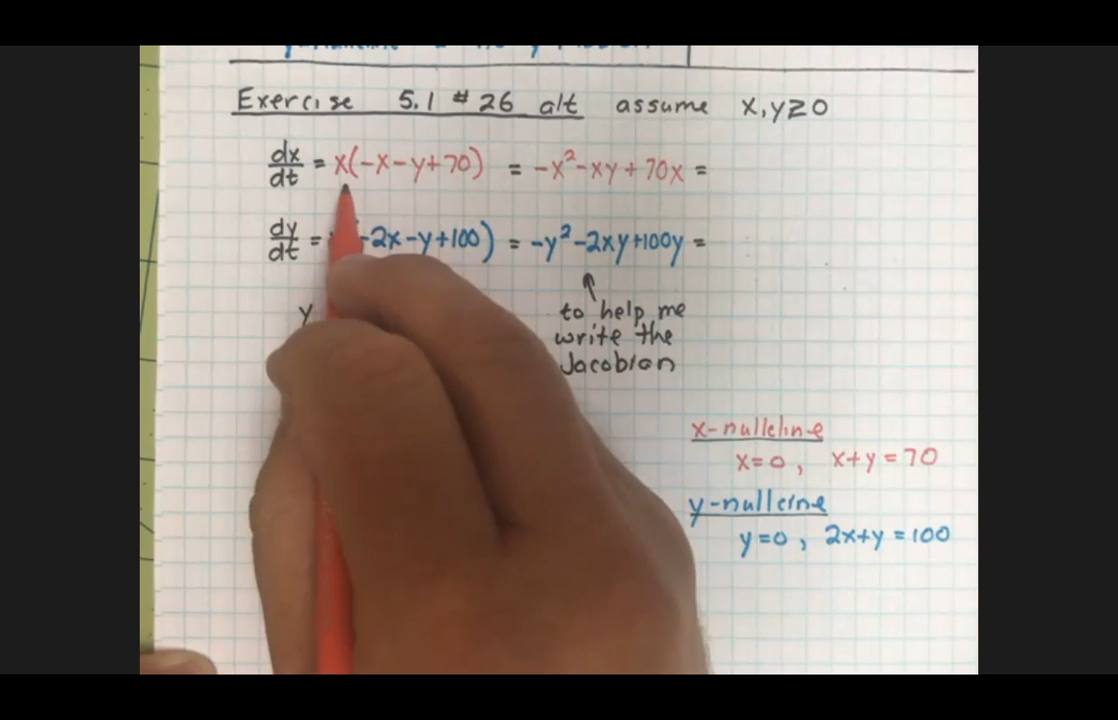 Exercise 5.1 # 26 alt assume x,y≥0
dx/dt = x(-x-y+70) = -x²-xy+70x =
dy/dt = -2x-y+100) = -y²-2xy+100y =
y
to help me
write the
Jacobian
x-nullcline
x=0, x+y=70
y-nullcline
y=0, 2x+y=100